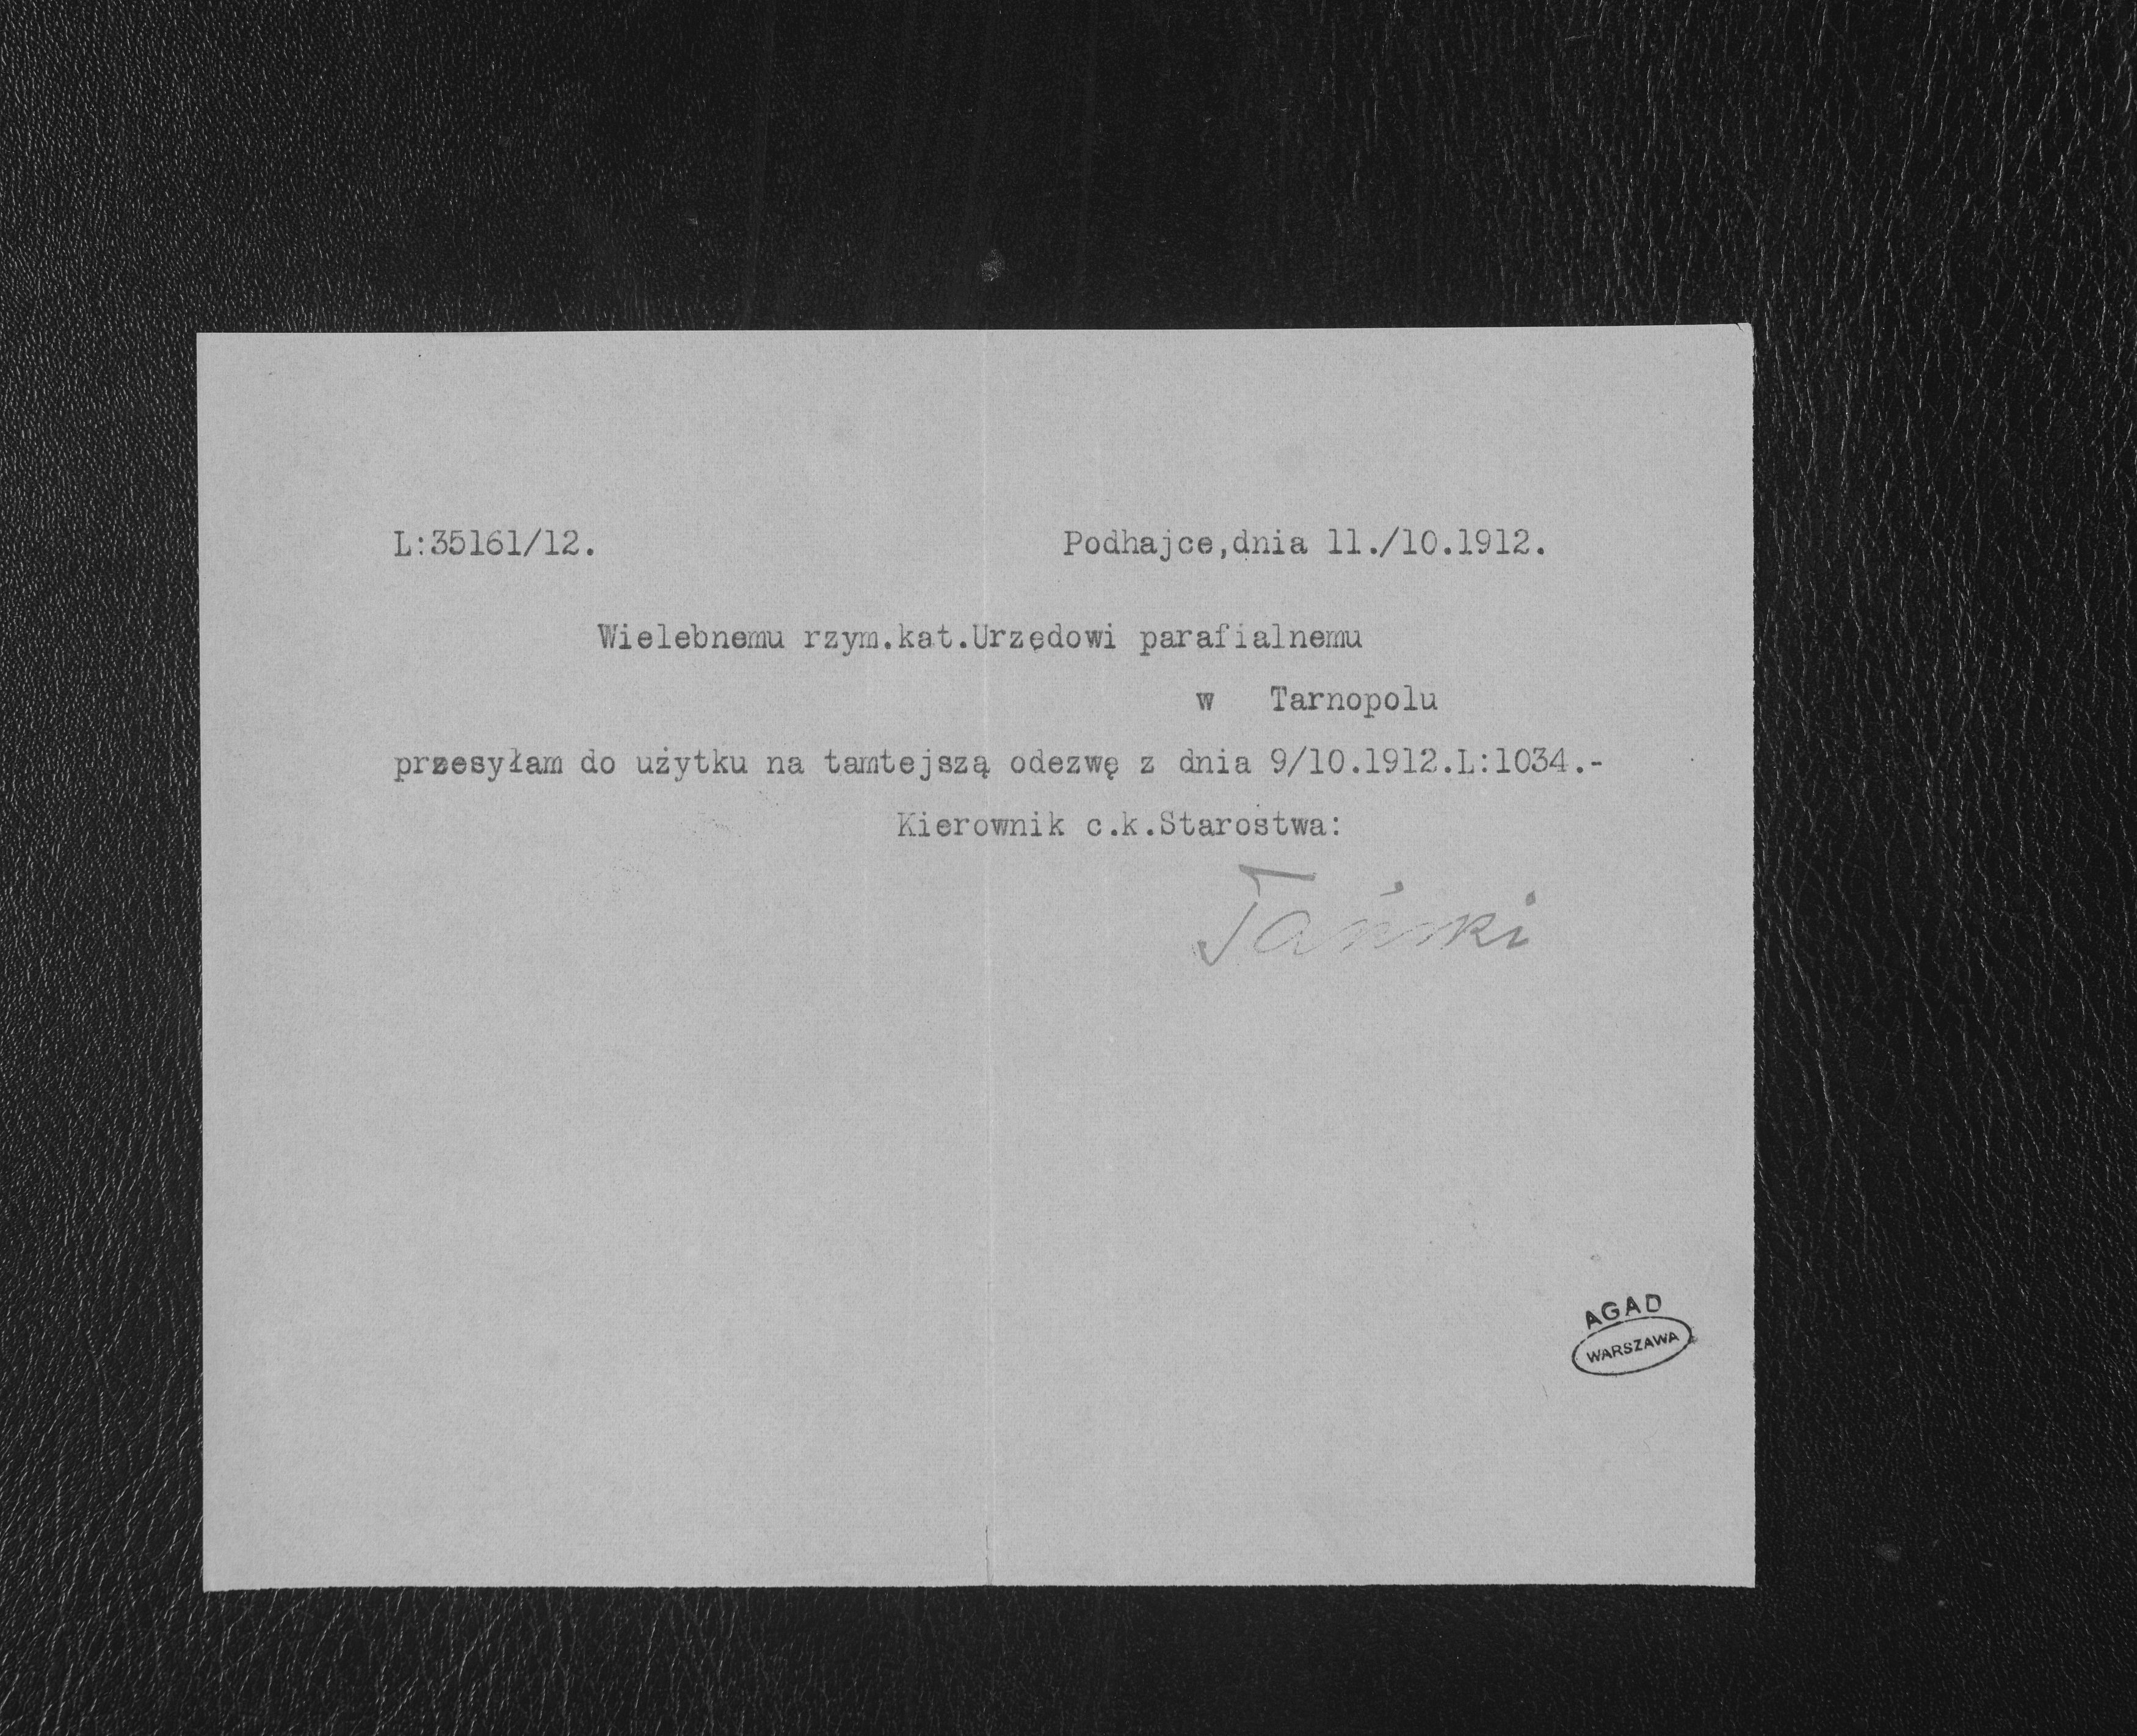 L:35161/12. Podhajce,dnia 11./10.1912.
Wielebnemu rzym.kat.Urzędowi parafialnemu
w Tarnopolu
przesyłam do użytku na tamtejszą odezwę z dnia 9/10.1912.L:1034.-
Kierownik c.k.Starostwa:
Tański
AGAD
WARSZAWA